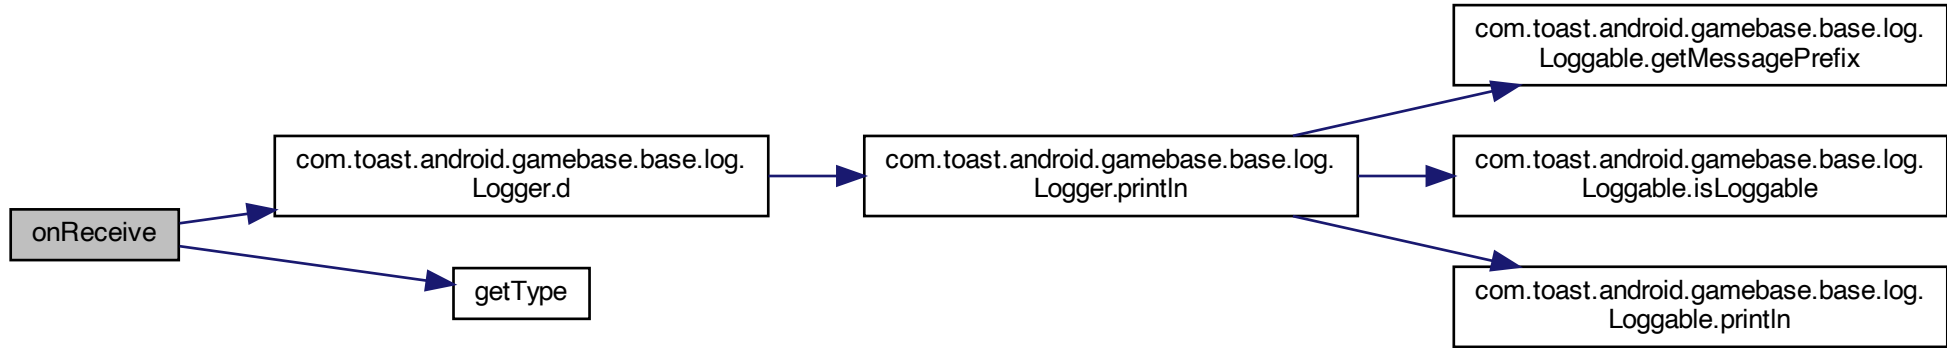 onReceive
com.toast.android.gamebase.base.log.
Logger.d
getType
com.toast.android.gamebase.base.log.
Logger.println
com.toast.android.gamebase.base.log.
Loggable.getMessagePrefix
com.toast.android.gamebase.base.log.
Loggable.isLoggable
com.toast.android.gamebase.base.log.
Loggable.println